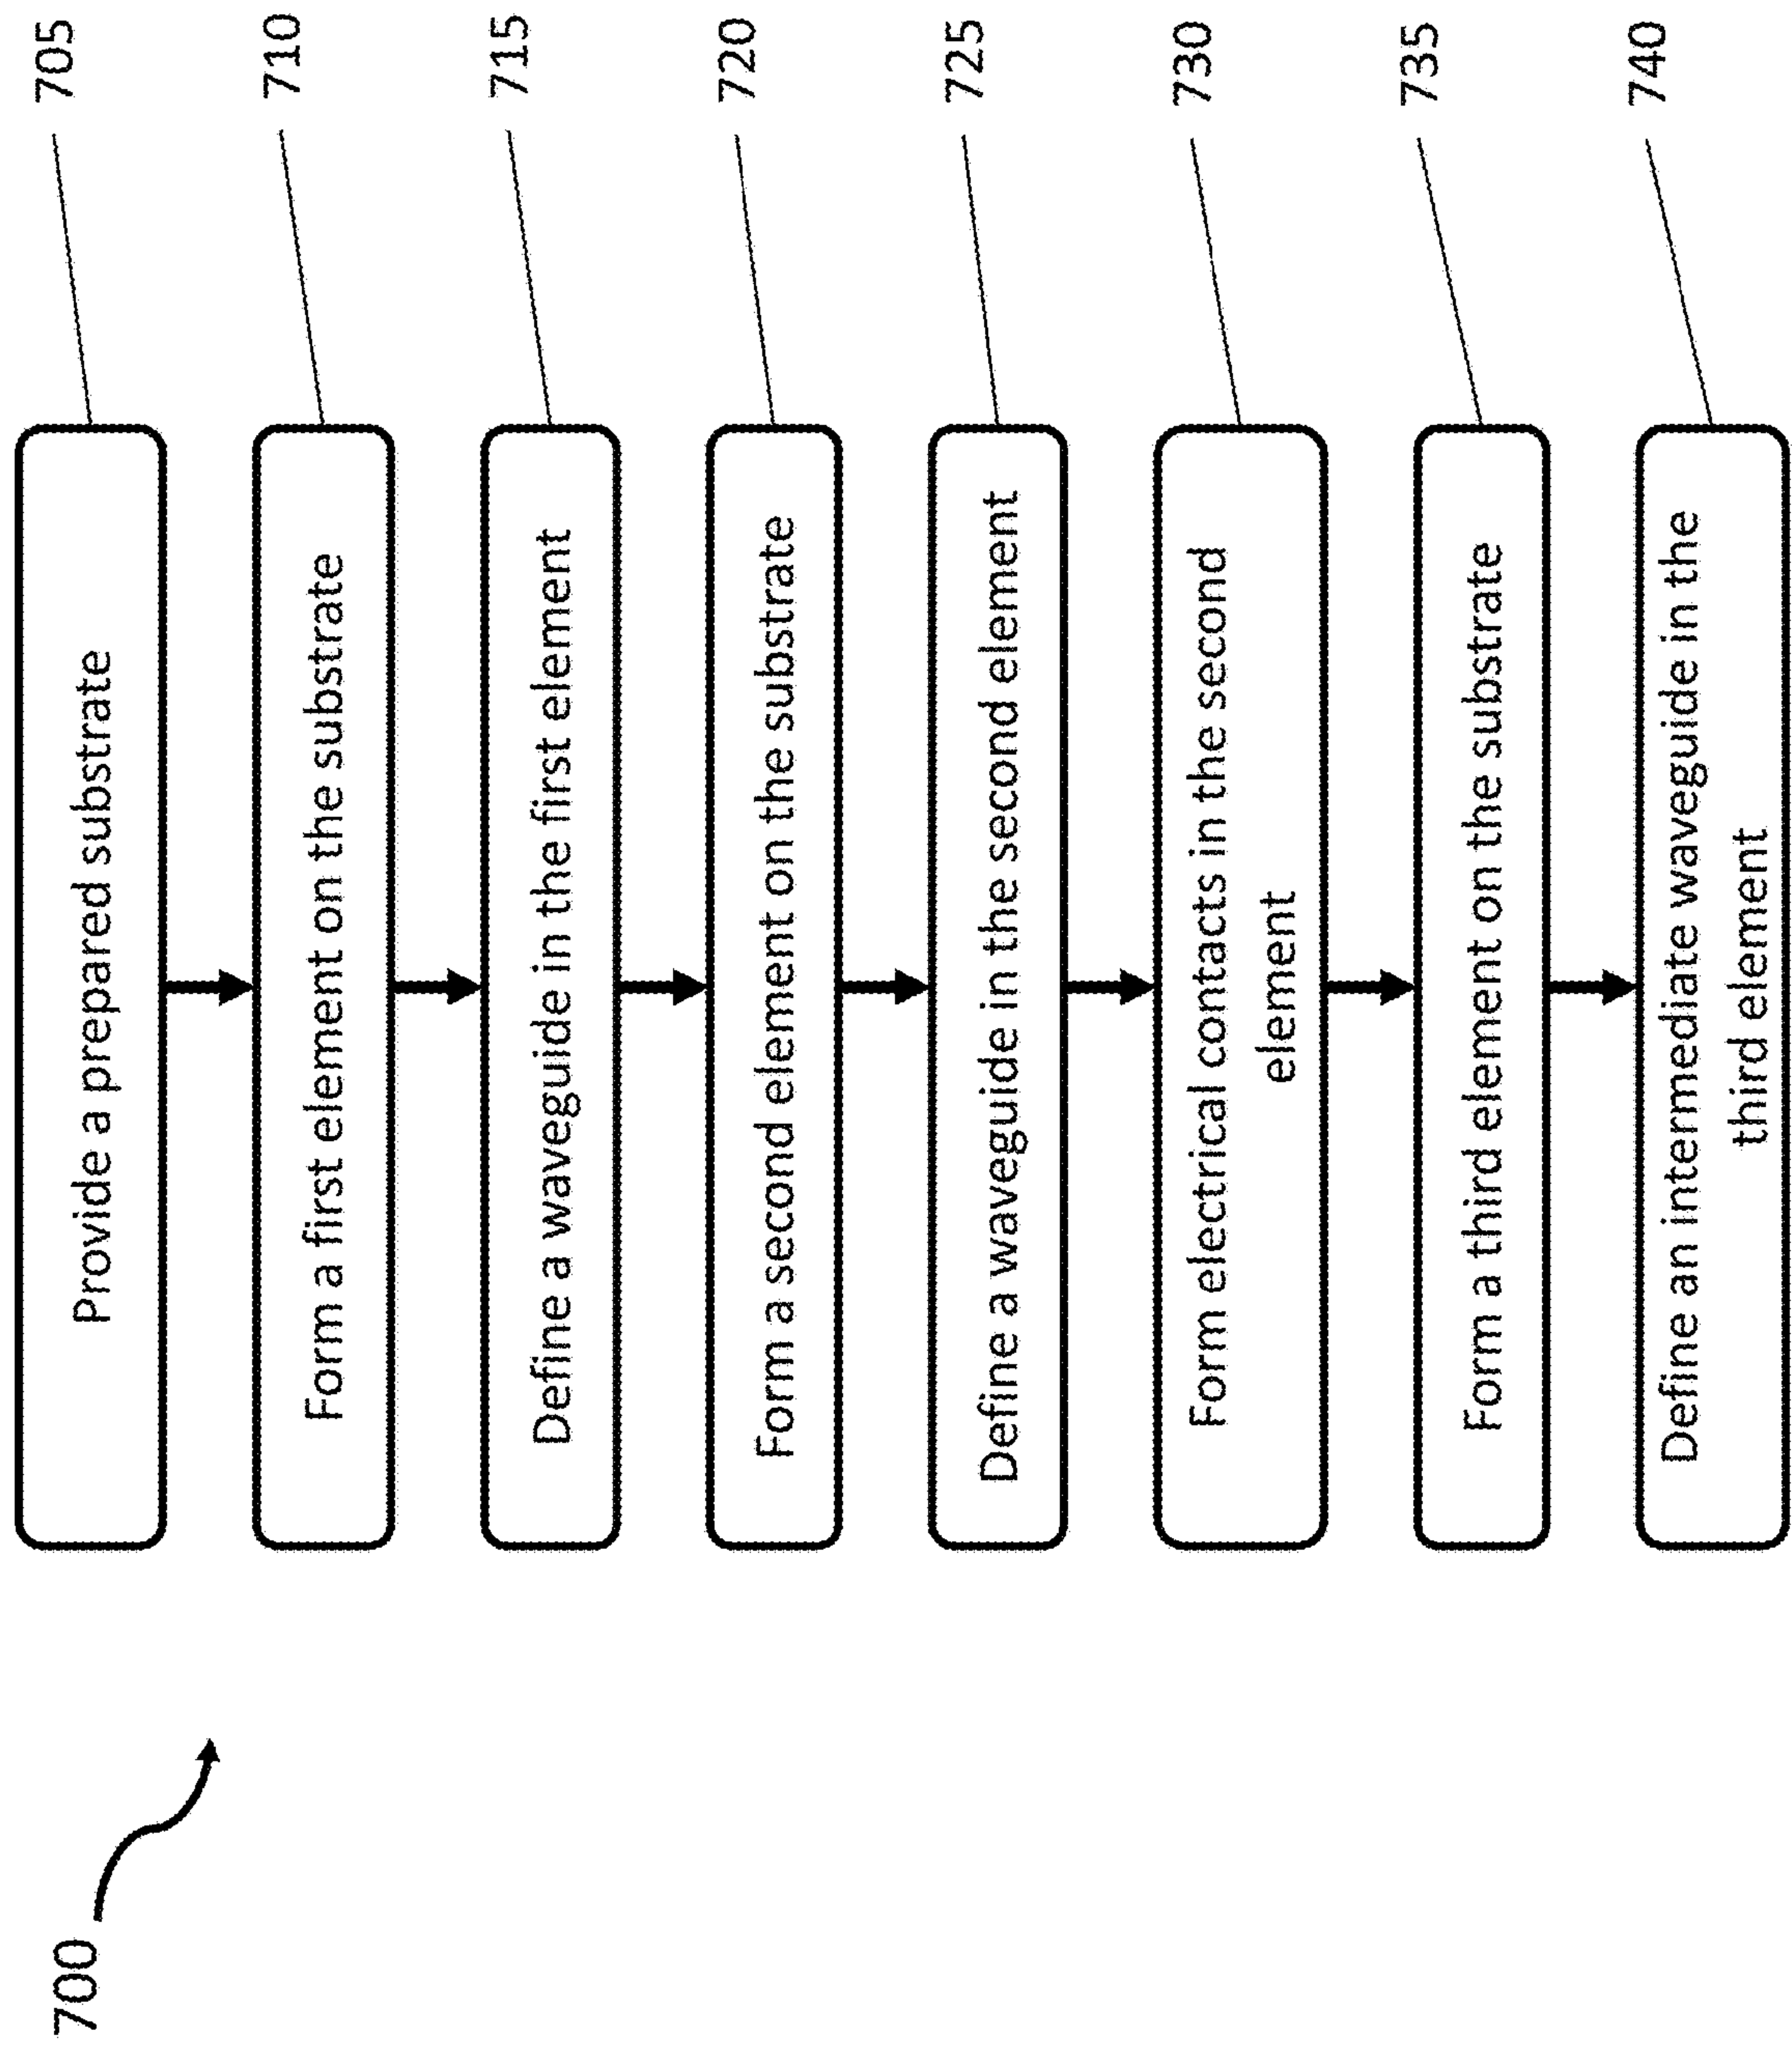 700
Provide a prepared substrate
705
Form a first element on the substrate
710
Define a waveguide in the first element
715
Form a second element on the substrate
720
Define a waveguide in the second element
725
Form electrical contacts in the second
element
730
Form a third element on the substrate
735
Define an intermediate waveguide in the
third element
740